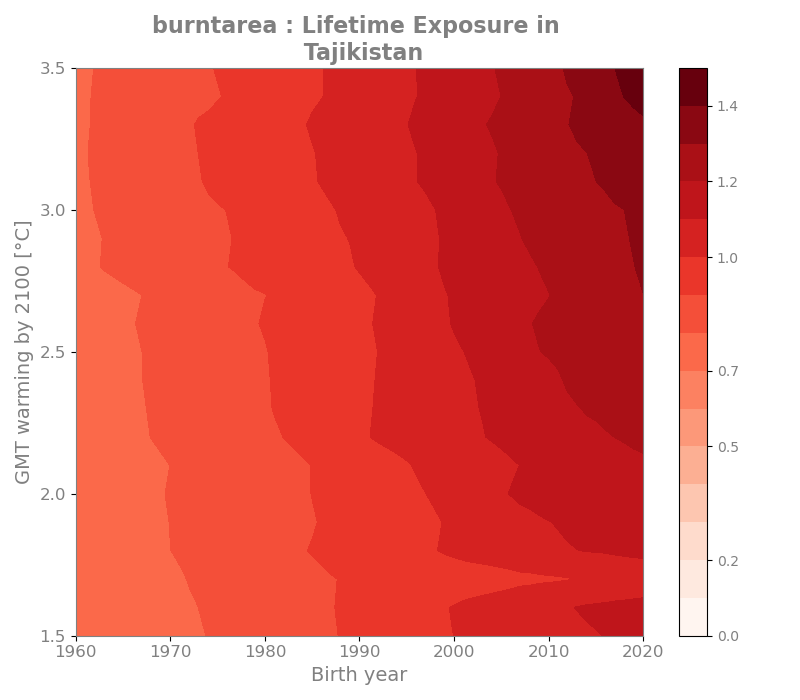 burntarea : Lifetime Exposure in
Tajikistan
3.5
3.0
2.5
2.0
1.5
GMT warming by 2100 [°C]
1960 1970 1980 1990 2000 2010 2020
Birth year
1.4
1.2
1.0
0.7
0.5
0.2
0.0